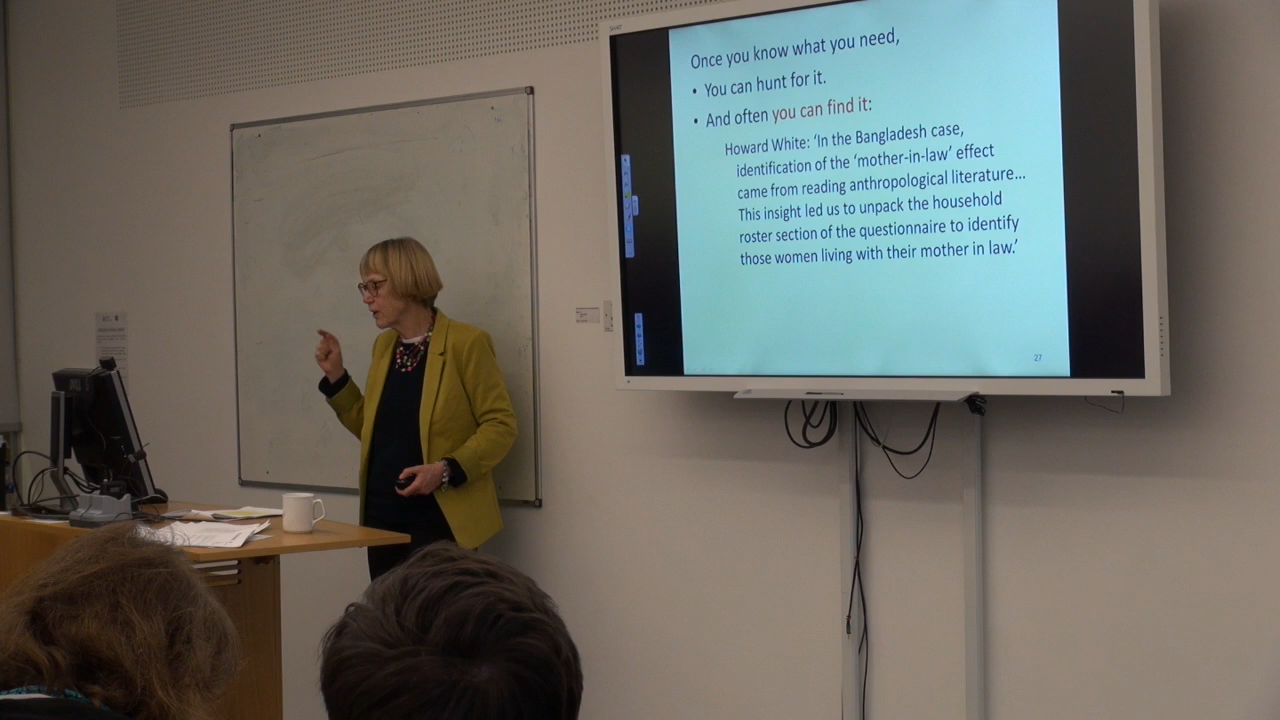 Once you know what you need,
• You can hunt for it.
• And often you can find it:
Howard White: ‘In the Bangladesh case,
identification of the ‘mother-in-law’ effect
came from reading anthropological literature…
This insight led us to unpack the household
roster section of the questionnaire to identify
those women living with their mother in law.’
27